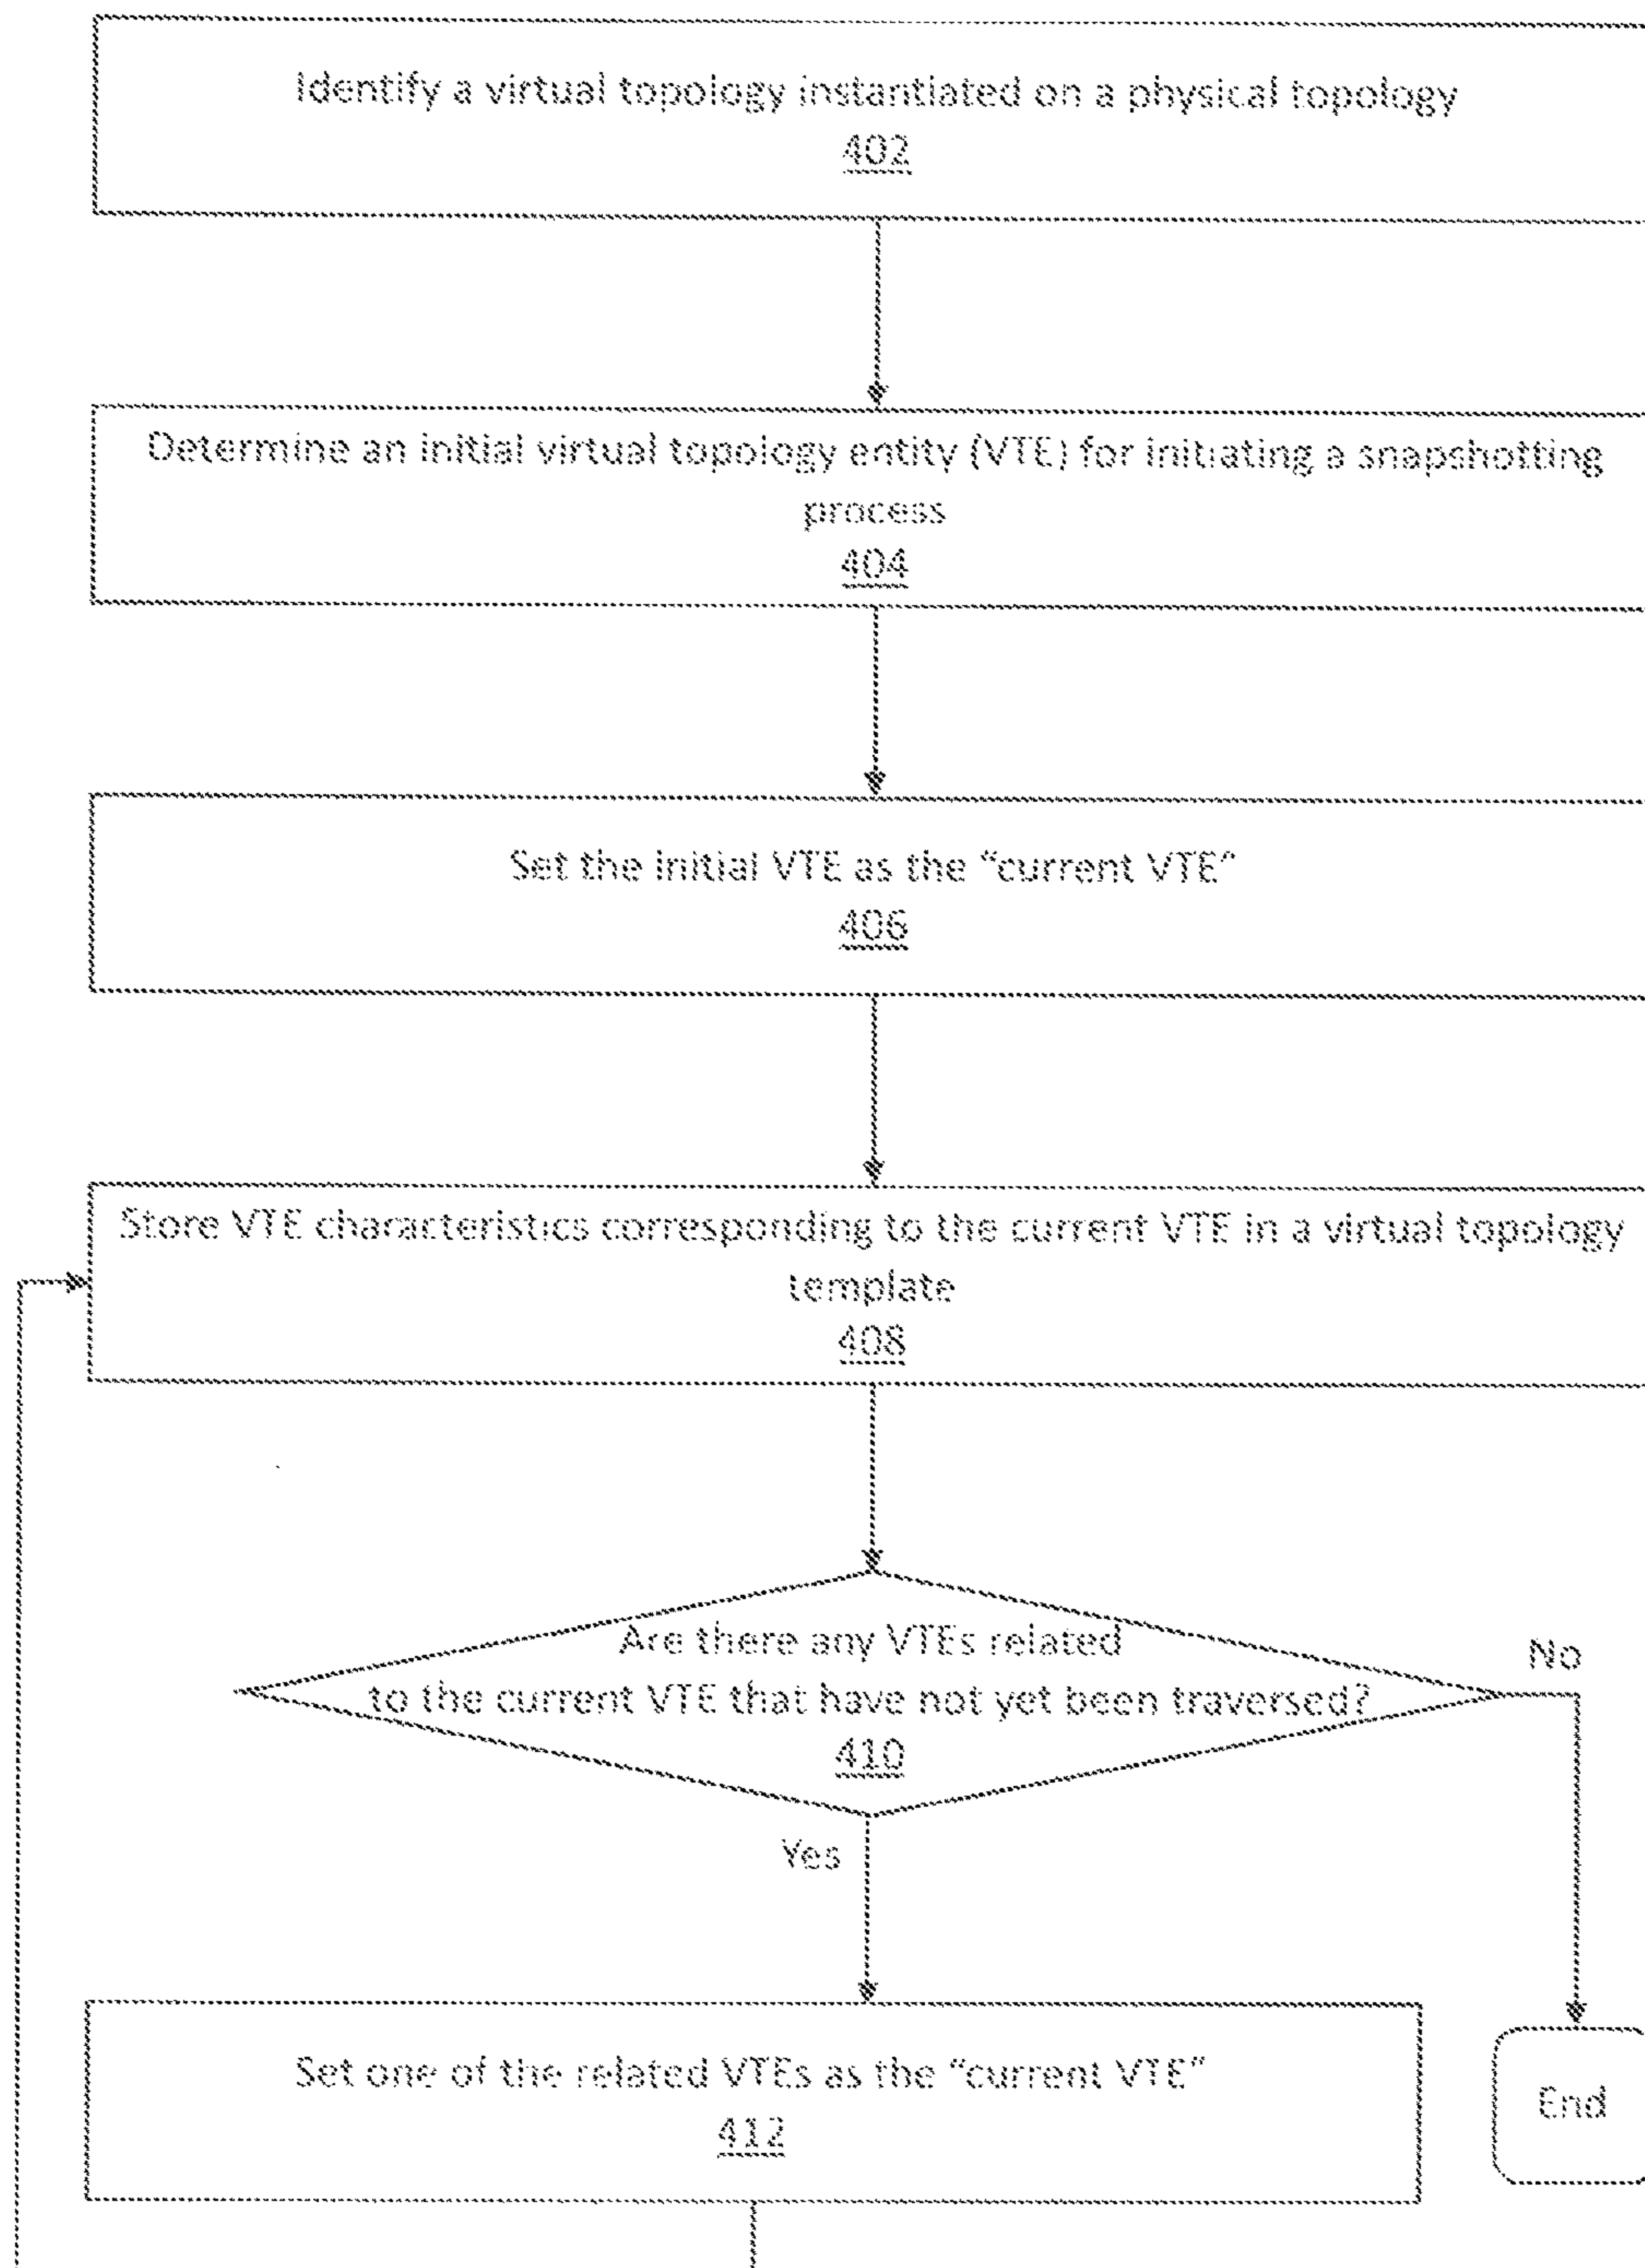 Identify a virtual topology instantiated on a physical topology
402
Determine an initial virtual topology entity (VTE) for initiating a snapshotting
process
404
Set the initial VTE as the “current VTE”
406
Store VTE characteristics corresponding to the current VTE in a virtual topology
template
408
Are there any VTEs related
to the current VTE that have not yet been traversed?
410
No
Yes
Set one of the related VTEs as the “current VTE”
412
End